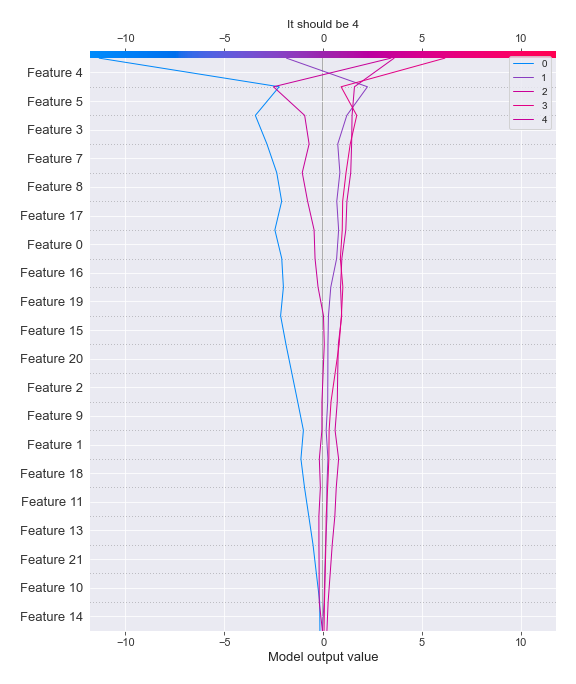 It should be 4
−10 −5 0 5 10
0
1
2
3
4
Feature 4
Feature 5
Feature 3
Feature 7
Feature 8
Feature 17
Feature 0
Feature 16
Feature 19
Feature 15
Feature 20
Feature 2
Feature 9
Feature 1
Feature 18
Feature 11
Feature 13
Feature 21
Feature 10
Feature 14
−10 −5 0 5 10
Model output value